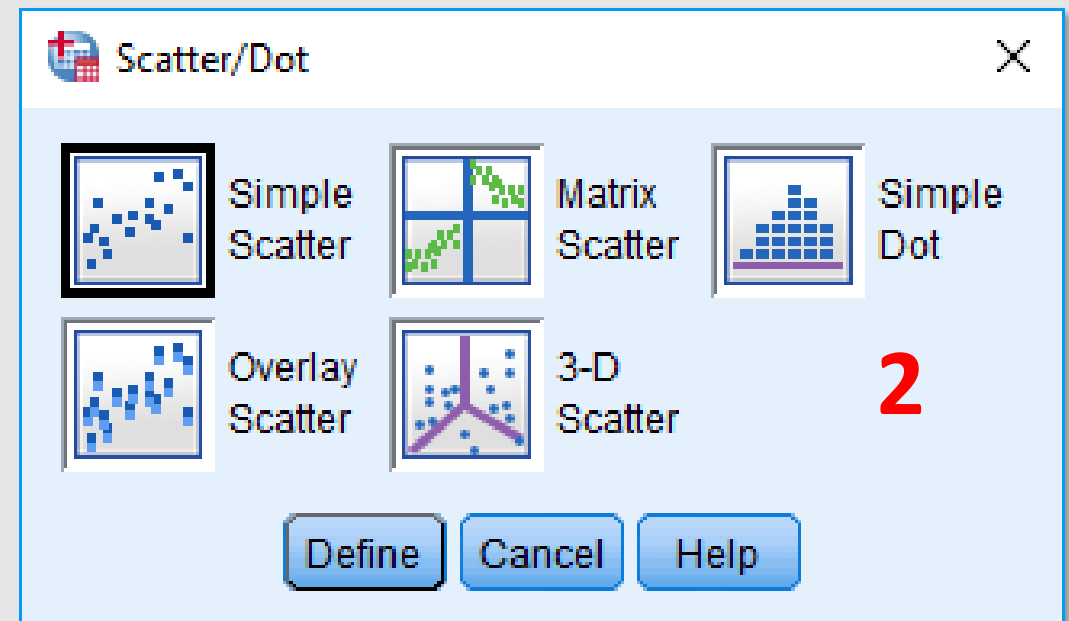 Scatter/Dot
Simple
Scatter
Matrix
Scatter
Simple
Dot
Overlay
Scatter
3-D
Scatter
2
Define
Cancel
Help